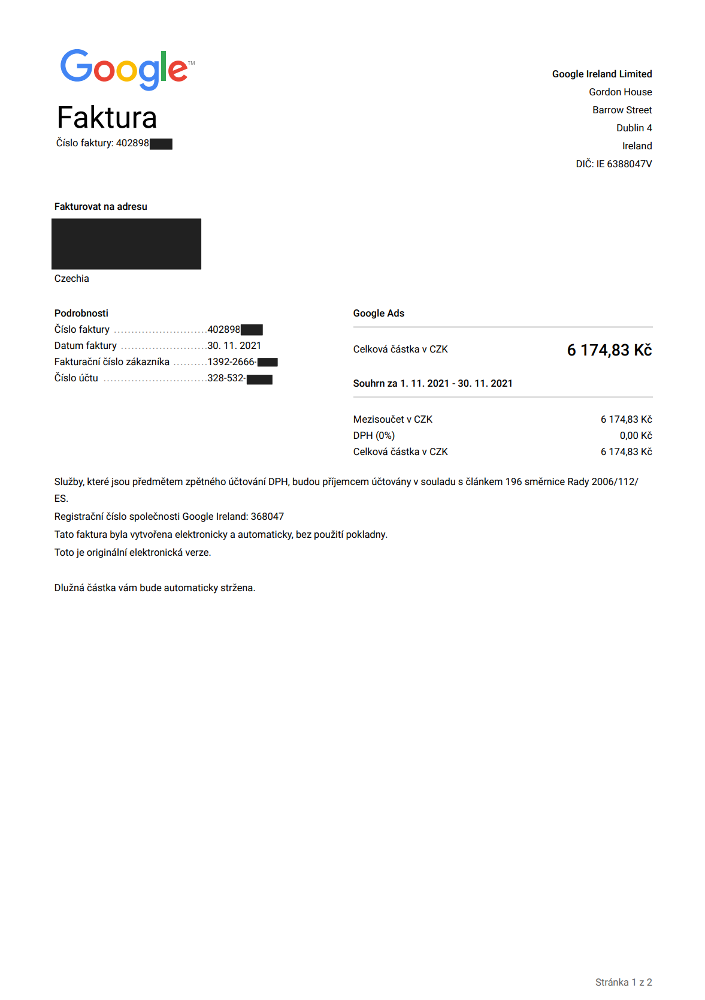 Google™
Google Ireland Limited
Gordon House
Barrow Street
Dublin 4
Ireland
DIČ: IE 6388047V
Faktura
Číslo faktury: 402898
Fakturovat na adresu
Czechia
Podrobnosti
Číslo faktury ........................... 402898
Datum faktury ......................... 30. 11. 2021
Fakturační číslo zákazníka .......... 1392-2666-
Číslo účtu .............................. 328-532-
Google Ads
Celková částka v CZK 6 174,83 Kč
Souhrn za 1. 11. 2021 - 30. 11. 2021
Mezisoučet v CZK 6 174,83 Kč
DPH (0%) 0,00 Kč
Celková částka v CZK 6 174,83 Kč
Služby, které jsou předmětem zpětného účtování DPH, budou příjemcem účtovány v souladu s článkem 196 směrnice Rady 2006/112/
ES.
Registrační číslo společnosti Google Ireland: 368047
Tato faktura byla vytvořena elektronicky a automaticky, bez použití pokladny.
Toto je originální elektronická verze.
Dlužná částka vám bude automaticky stržena.
Stránka 1 z 2